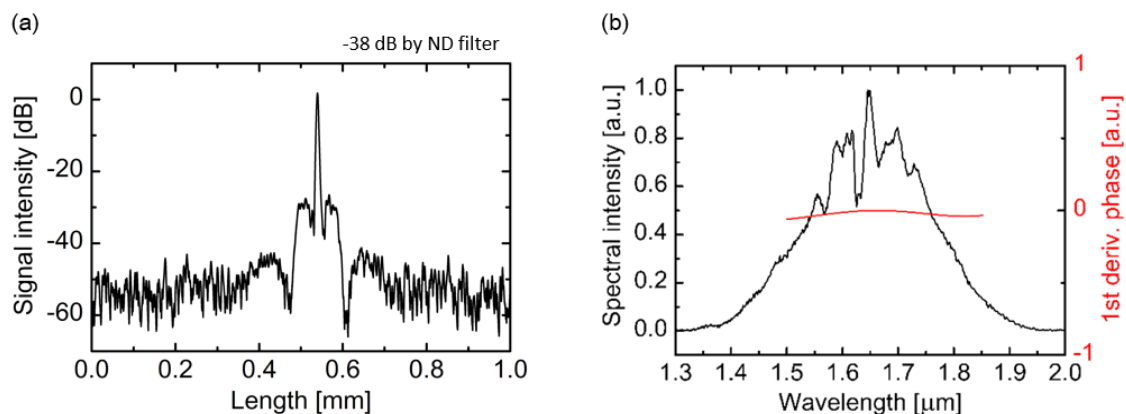 (a)
-38 dB by ND filter
0
-20
-40
-60
Signal intensity [dB]
0.0 0.2 0.4 0.6 0.8 1.0
Length [mm]
(b)
1.0
0.8
0.6
0.4
0.2
0.0
Spectral intensity [a.u.]
1
0
-1
1st deriv. phase [a.u.]
1.3 1.4 1.5 1.6 1.7 1.8 1.9 2.0
Wavelength [μm]